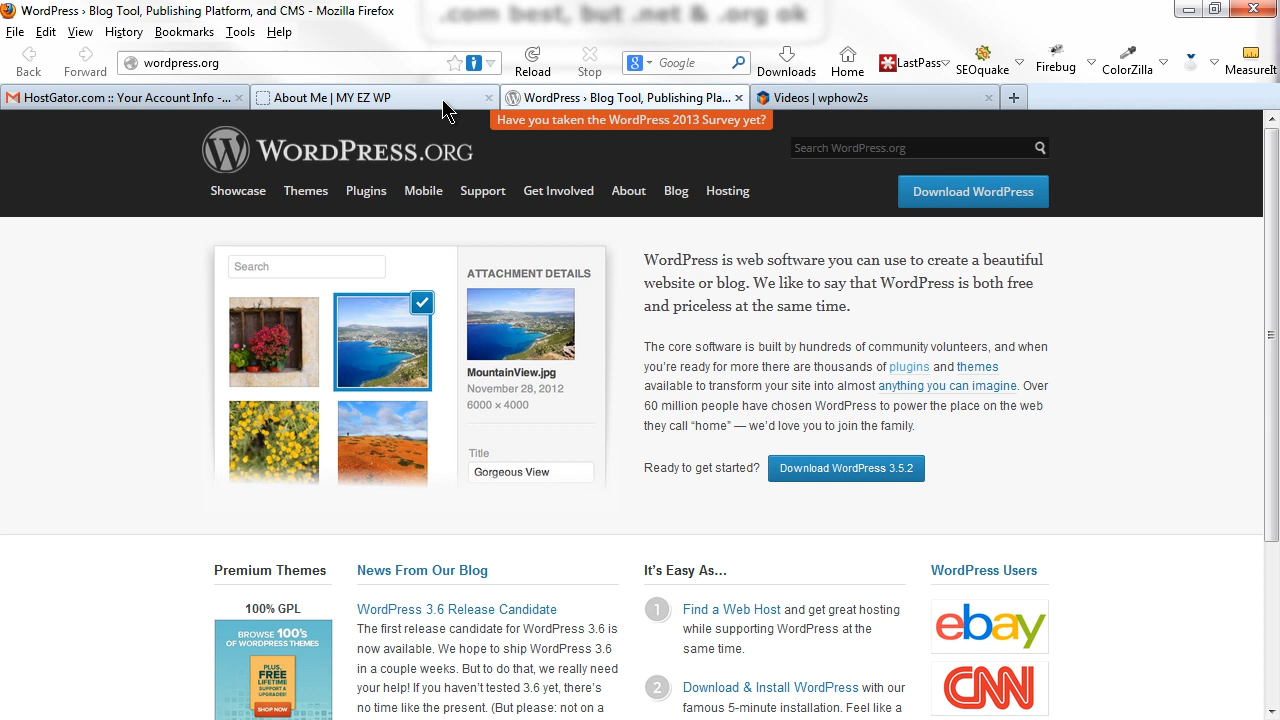 .com best, but .net & .org ok
WordPress › Blog Tool, Publishing Platform, and CMS - Mozilla Firefox
File Edit View History Bookmarks Tools Help
Back Forward wordpress.org Reload Stop Google Downloads Home LastPass SEOquake Firebug ColorZilla MeasureIt
HostGator.com :: Your Account Info -... About Me | MY EZ WP WordPress › Blog Tool, Publishing Pla... Videos | wphow2s
Have you taken the WordPress 2013 Survey yet?
WORDPRESS.ORG
Search WordPress.org
Showcase Themes Plugins Mobile Support Get Involved About Blog Hosting
Download WordPress
Search
ATTACHMENT DETAILS
MountainView.jpg
November 28, 2012
6000 × 4000
Title
Gorgeous View
WordPress is web software you can use to create a beautiful
website or blog. We like to say that WordPress is both free
and priceless at the same time.
The core software is built by hundreds of community volunteers, and when
you're ready for more there are thousands of plugins and themes
available to transform your site into almost anything you can imagine. Over
60 million people have chosen WordPress to power the place on the web
they call “home” — we'd love you to join the family.
Ready to get started? Download WordPress 3.5.2
Premium Themes
100% GPL
BROWSE 100's
OF WORDPRESS THEMES
PLUS,
FREE
LIFETIME
SUPPORT &
UPGRADES!
SHOP NOW
News From Our Blog
WordPress 3.6 Release Candidate
The first release candidate for WordPress 3.6 is
now available. We hope to ship WordPress 3.6
in a couple weeks. But to do that, we really need
your help! If you haven't tested 3.6 yet, there's
no time like the present. (But please: not on a
It's Easy As…
1 Find a Web Host and get great hosting
while supporting WordPress at the
same time.
2 Download & Install WordPress with our
famous 5-minute installation. Feel like a
WordPress Users
ebay
CNN